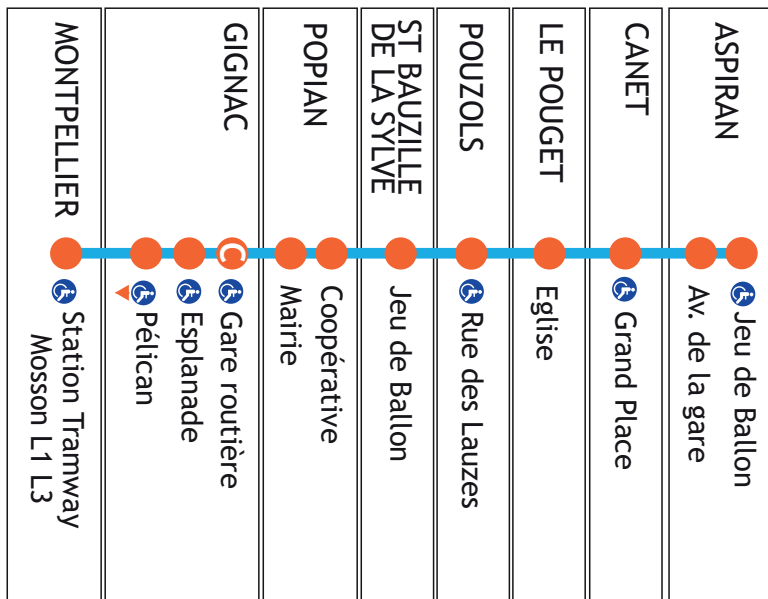 MONTPELLIER
GIGNAC
POPIAN
ST BAUZILLE
DE LA SYLVE
POUZOLS
LE POUGET
CANET
ASPIRAN
C
Station Tramway
Mosson L1 L3
Pélican
Esplanade
Gare routière
Mairie
Coopérative
Jeu de Ballon
Rue des Lauzes
Eglise
Grand Place
Av. de la gare
Jeu de Ballon